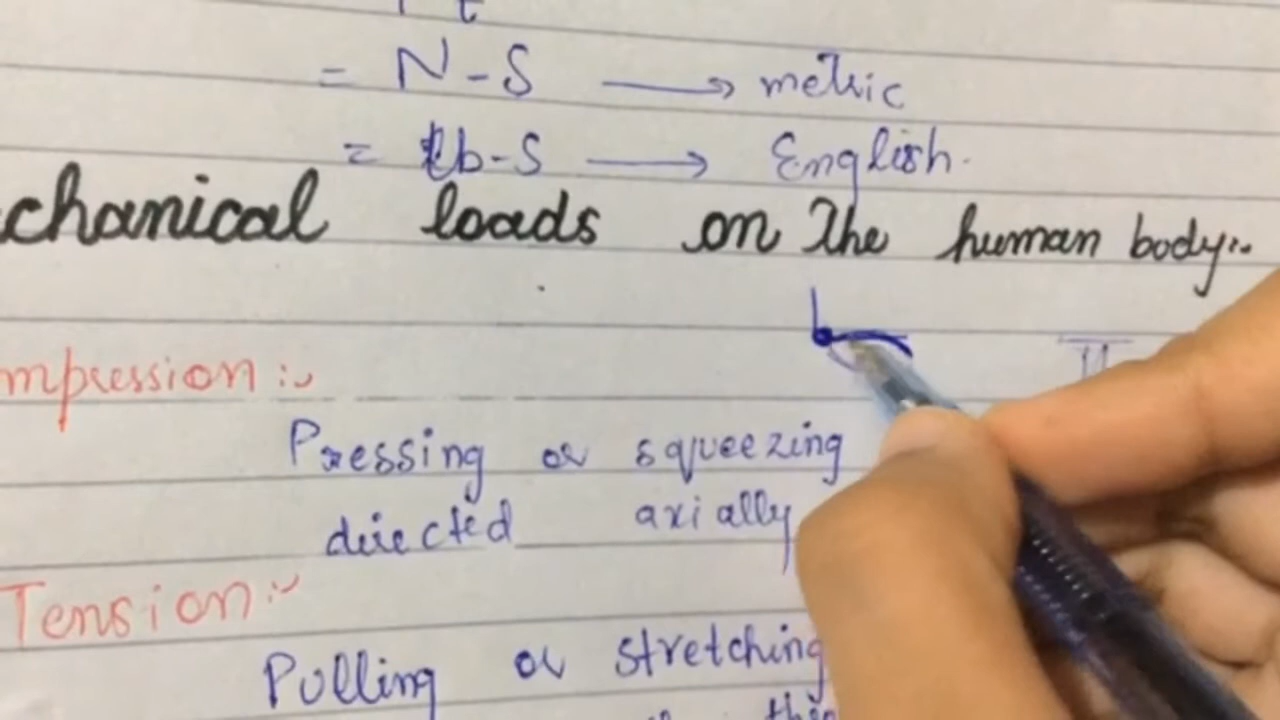 = N-S → metric
= lb-S → English.
chanical loads on the human body:-
mpression :-
Pressing or squeezing
directed axially
Tension :-
Pulling or stretching